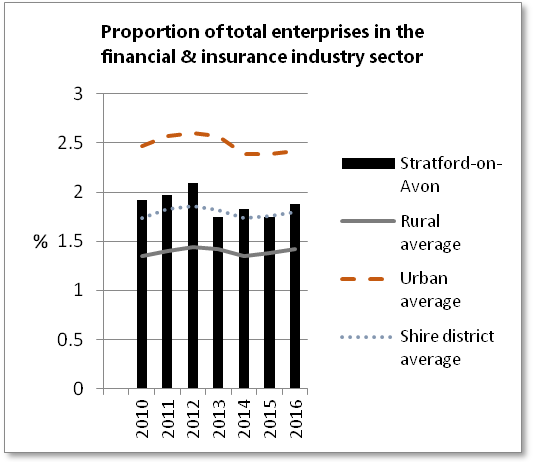 Proportion of total enterprises in the
financial & insurance industry sector
3
2.5
2
1.5
1
0.5
0
%
2010
2011
2012
2013
2014
2015
2016
Stratford-on-
Avon
Rural
average
Urban
average
Shire district
average